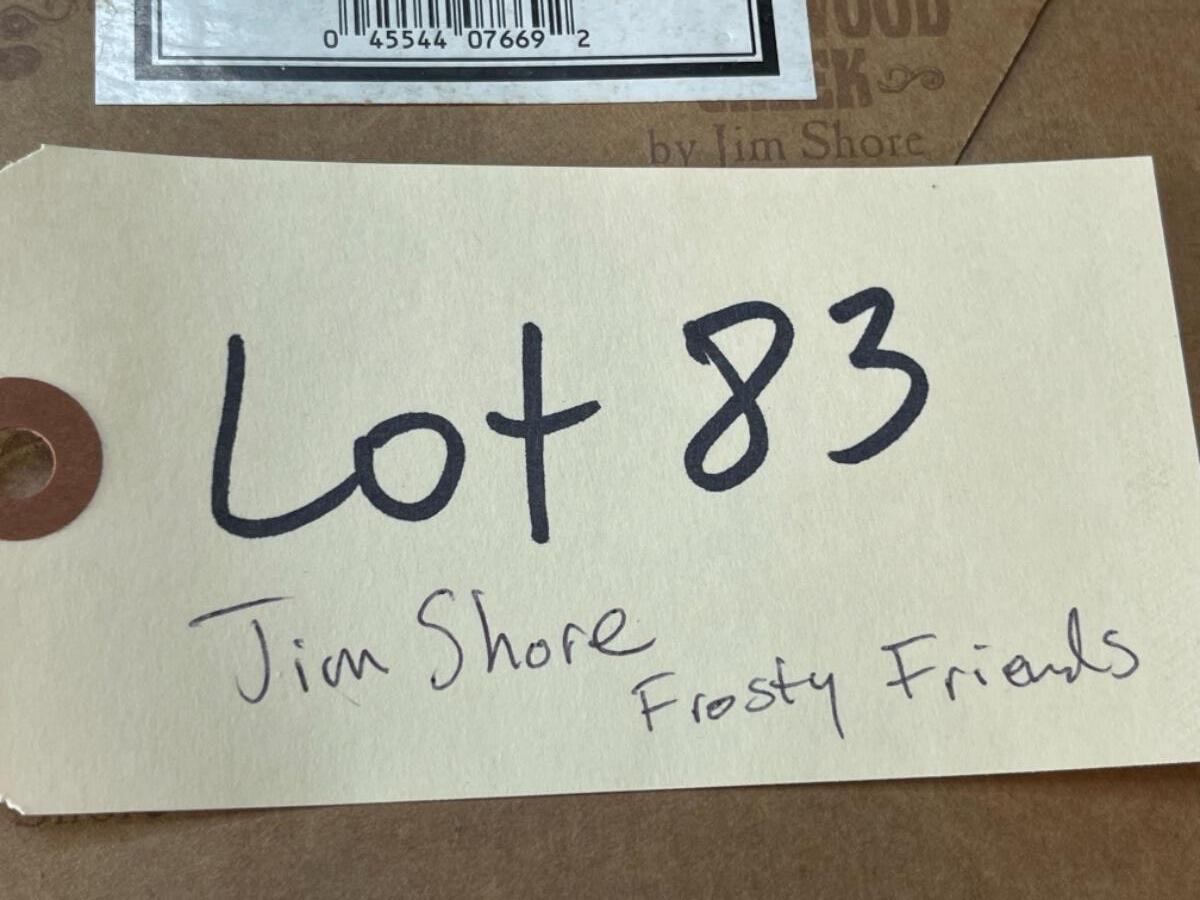 0 45544 07669 2
by Jim Shore
Lot 83
Jim Shore
Frosty Friends